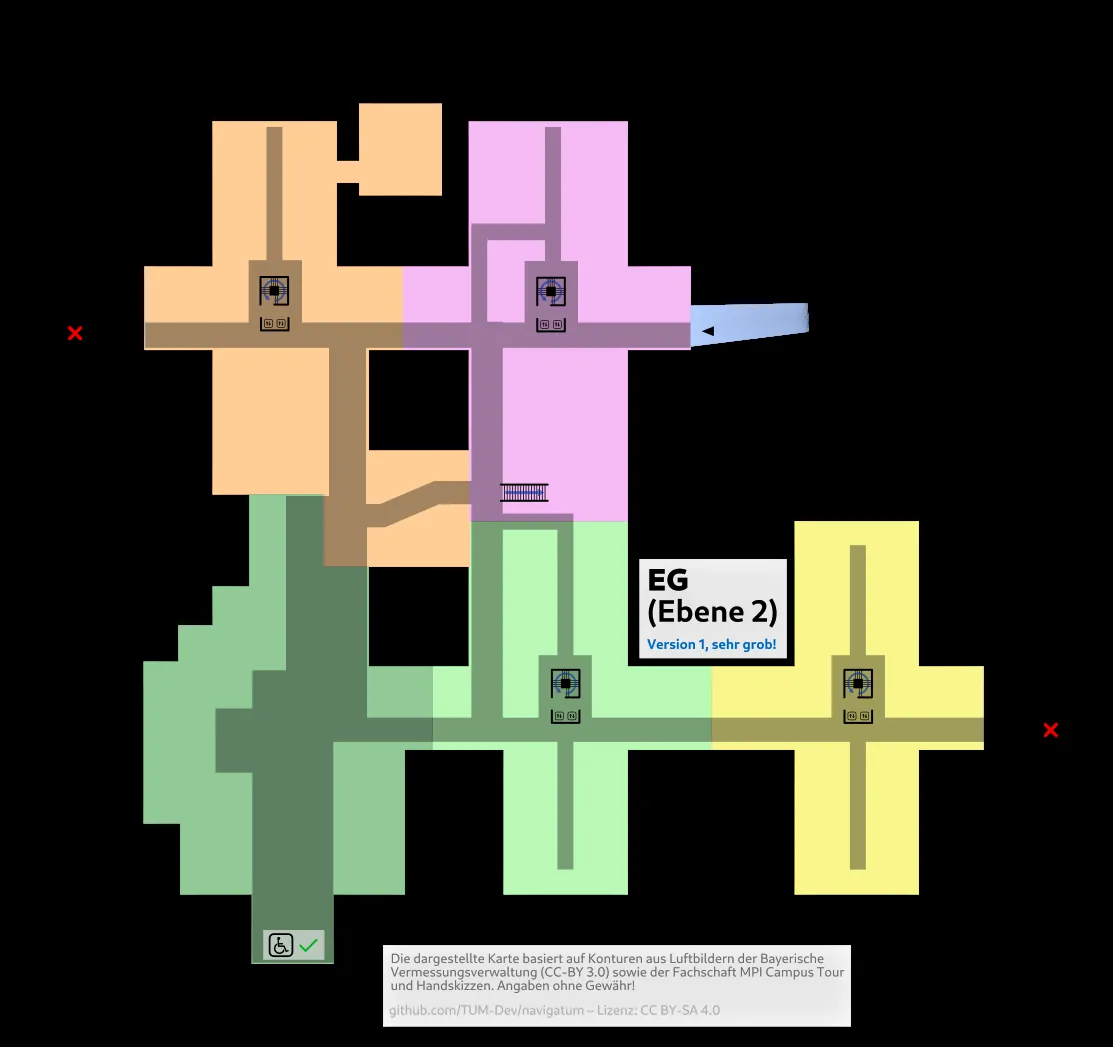 EG
(Ebene 2)
Version 1, sehr grob!
Die dargestellte Karte basiert auf Konturen aus Luftbildern der Bayerische
Vermessungsverwaltung (CC-BY 3.0) sowie der Fachschaft MPI Campus Tour
und Handskizzen. Angaben ohne Gewähr!
github.com/TUM-Dev/navigatum – Lizenz: CC BY-SA 4.0